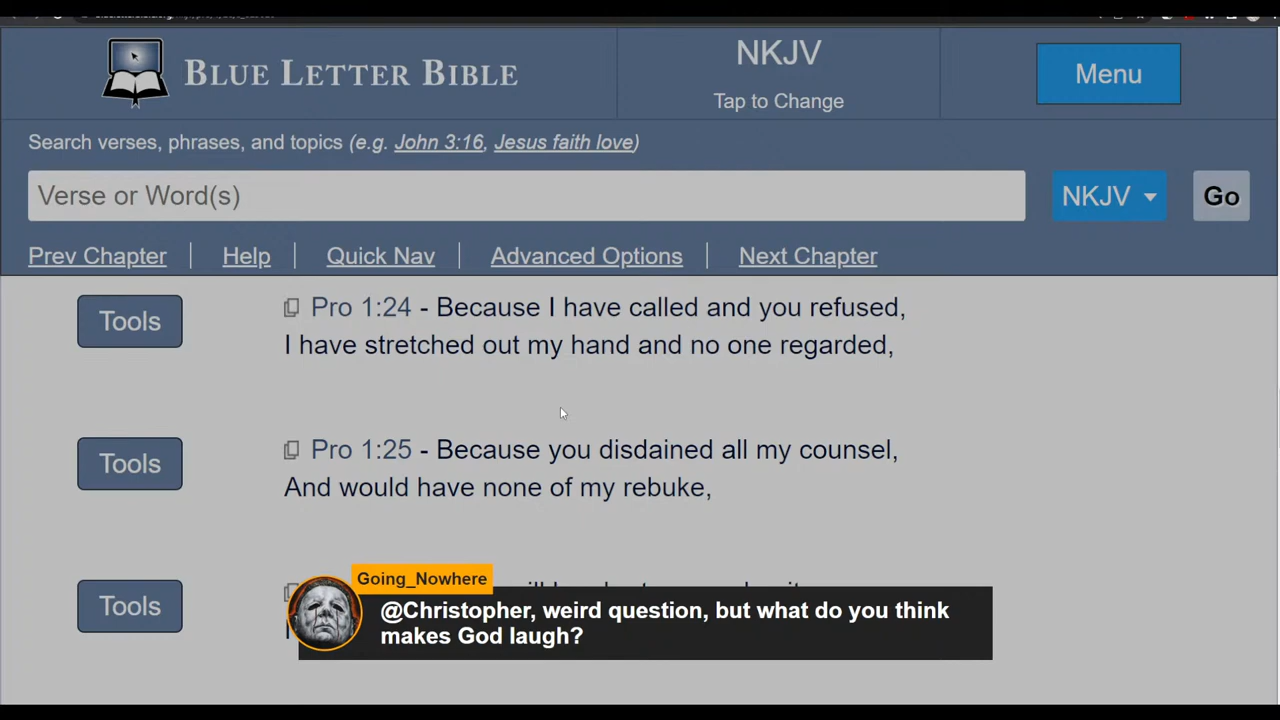 BLUE LETTER BIBLE
NKJV
Tap to Change
Menu
Search verses, phrases, and topics (e.g. John 3:16, Jesus faith love)
Verse or Word(s)
NKJV
Go
Prev Chapter
Help
Quick Nav
Advanced Options
Next Chapter
Tools
Pro 1:24 - Because I have called and you refused,
I have stretched out my hand and no one regarded,
Tools
Pro 1:25 - Because you disdained all my counsel,
And would have none of my rebuke,
Tools
Going_Nowhere
@Christopher, weird question, but what do you think
makes God laugh?